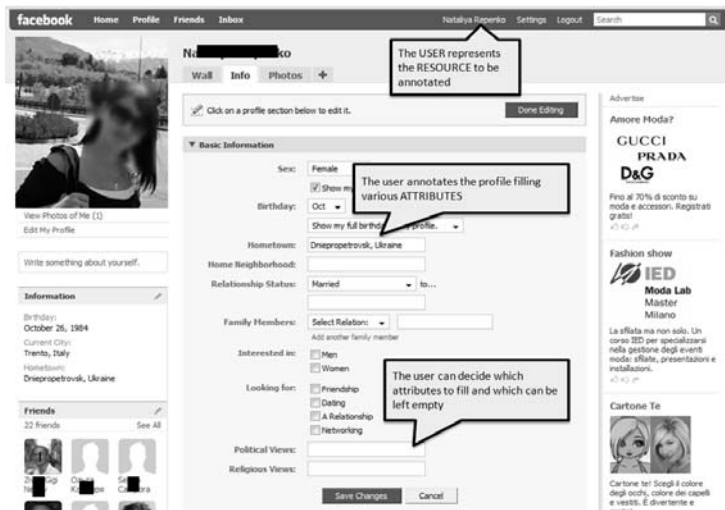 facebook Home Profile Friends Inbox Nataliya Repenko Settings Logout Search
Na ko
Wall Info Photos +
The USER represents
the RESOURCE to be
annotated
Click on a profile section below to edit it.
Done Editing
Basic Information
Sex: Female
Show my
The user annotates the profile filling
various ATTRIBUTES
Birthday: Oct
Show my full birthday profile.
Hometown: Dniepropetrovsk, Ukraine
Home Neighborhood:
Relationship Status: Married to...
Family Members: Select Relation:
Add another family member
Interested in: Men
Women
Looking for: Friendship
Dating
A Relationship
Networking
The user can decide which
attributes to fill and which can be
left empty
Political Views:
Religious Views:
Save Changes Cancel
View Photos of Me (1)
Edit My Profile
Write something about yourself.
Information
Birthday:
October 26, 1984
Current City:
Trento, Italy
Hometown:
Dniepropetrovsk, Ukraine
Friends
22 friends See All
Advertise
Amore Moda?
GUCCI
PRADA
D&G
Fino al 70% di sconto su
moda e accessori. Registrati
gratis!
Fashion show
IED
Moda Lab
Master
Milano
La sfilata ma non solo. Un
corso IED per specializzarsi
nella gestione degli eventi
moda: sfilate, presentazioni e
installazioni.
Cartone Te
Cartone te! Scegli il colore
degli occhi, colore dei capelli
e vestiti. È divertente e